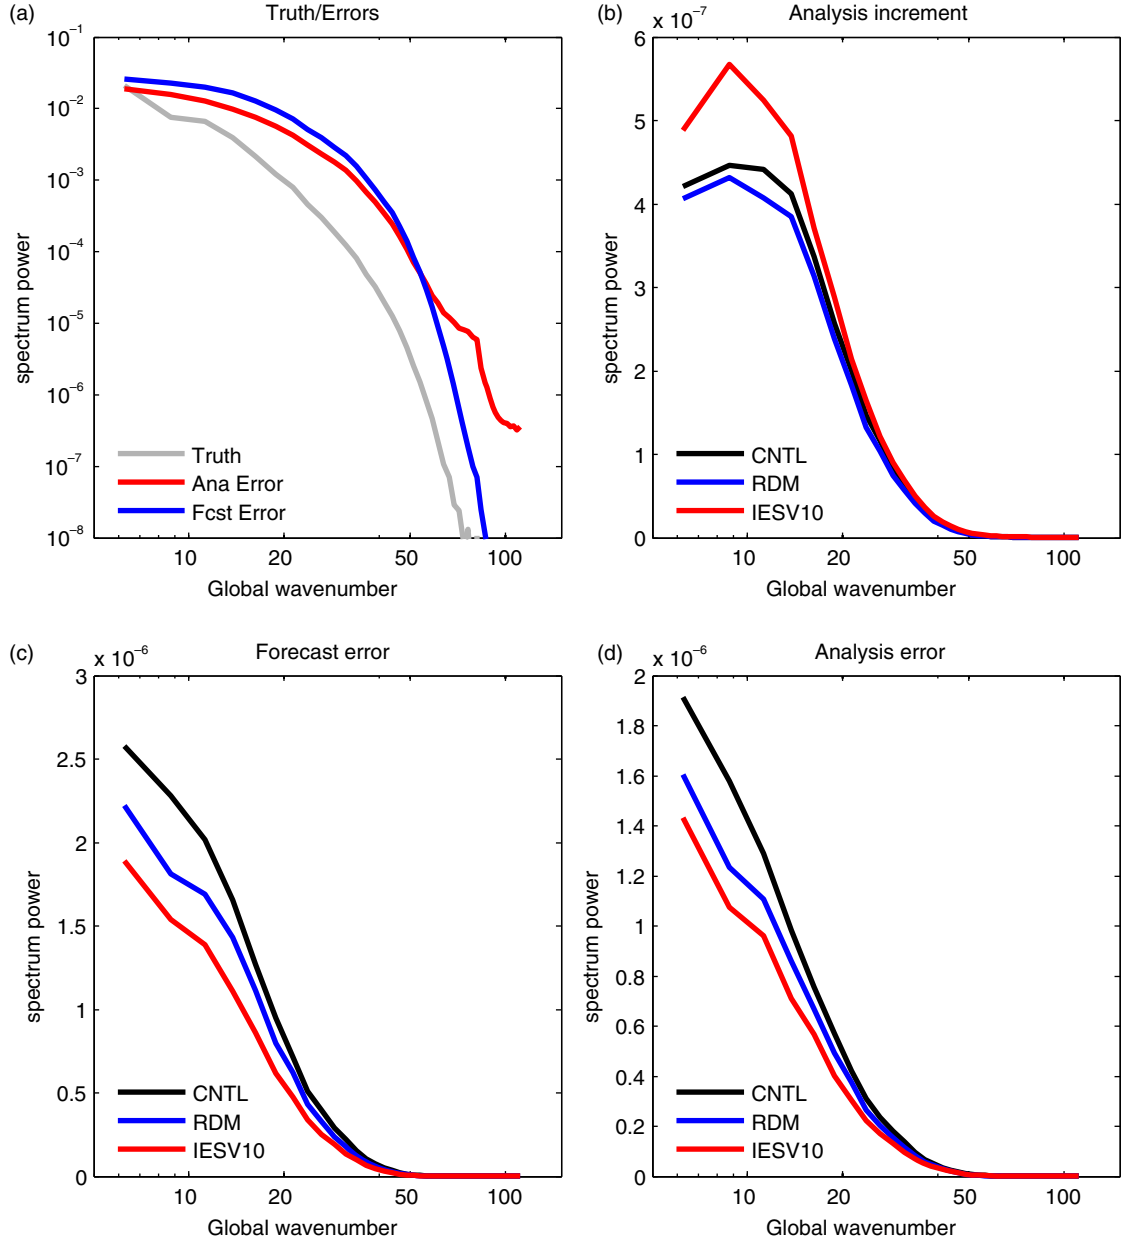 (a) Truth/Errors
10⁻¹
10⁻²
10⁻³
10⁻⁴
10⁻⁵
10⁻⁶
10⁻⁷
10⁻⁸
spectrum power
Truth
Ana Error
Fcst Error
10 20 50 100
Global wavenumber
(b) Analysis increment
x 10⁻⁷
6
5
4
3
2
1
0
spectrum power
CNTL
RDM
IESV10
10 20 50 100
Global wavenumber
(c) Forecast error
x 10⁻⁶
3
2.5
2
1.5
1
0.5
0
spectrum power
CNTL
RDM
IESV10
10 20 50 100
Global wavenumber
(d) Analysis error
x 10⁻⁶
2
1.8
1.6
1.4
1.2
1
0.8
0.6
0.4
0.2
0
spectrum power
CNTL
RDM
IESV10
10 20 50 100
Global wavenumber